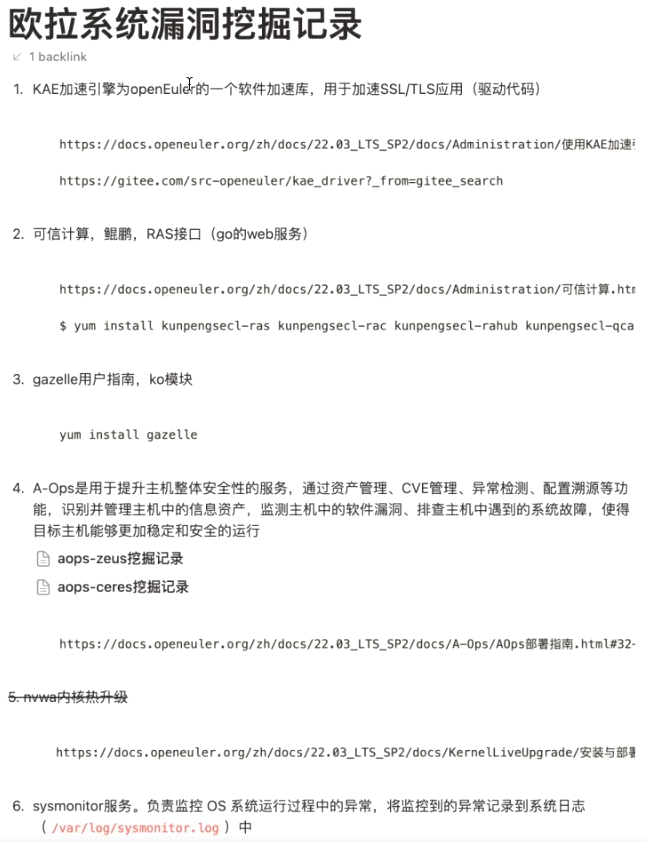 欧拉系统漏洞挖掘记录
1 backlink
1. KAE加速引擎为openEuler的一个软件加速库，用于加速SSL/TLS应用（驱动代码）
https://docs.openeuler.org/zh/docs/22.03_LTS_SP2/docs/Administration/使用KAE加速
https://gitee.com/src-openeuler/kae_driver?_from=gitee_search
2. 可信计算，鲲鹏，RAS接口（go的web服务）
https://docs.openeuler.org/zh/docs/22.03_LTS_SP2/docs/Administration/可信计算.htm
$ yum install kunpengsecl-ras kunpengsecl-rac kunpengsecl-rahub kunpengsecl-qca
3. gazelle用户指南，ko模块
yum install gazelle
4. A-Ops是用于提升主机整体安全性的服务，通过资产管理、CVE管理、异常检测、配置溯源等功
能，识别并管理主机中的信息资产，监测主机中的软件漏洞、排查主机中遇到的系统故障，使得
目标主机能够更加稳定和安全的运行
aops-zeus挖掘记录
aops-ceres挖掘记录
https://docs.openeuler.org/zh/docs/22.03_LTS_SP2/docs/A-Ops/AOps部署指南.html#32-
5. nvwa内核热升级
https://docs.openeuler.org/zh/docs/22.03_LTS_SP2/docs/KernelLiveUpgrade/安装与部署
6. sysmonitor服务。负责监控 OS 系统运行过程中的异常，将监控到的异常记录到系统日志
（ /var/log/sysmonitor.log ）中